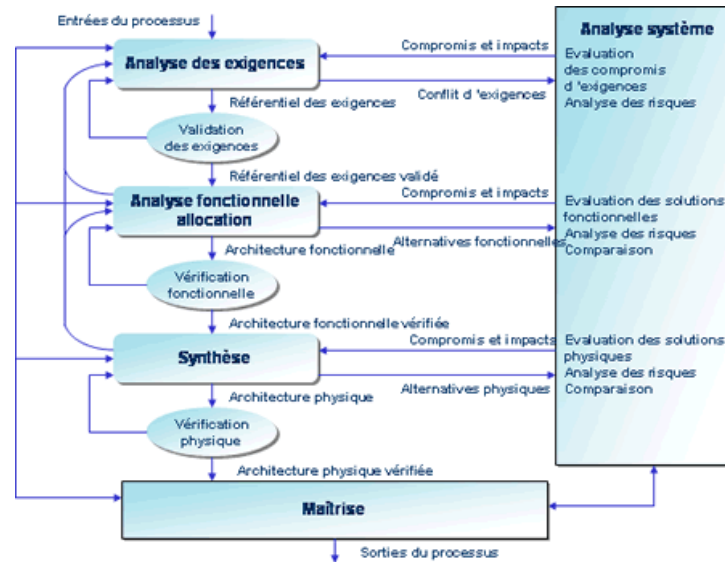 Entrées du processus
Analyse système
Compromis et impacts
Analyse des exigences
Conflit d 'exigences
Evaluation
des compromis
d 'exigences
Analyse des risques
Référentiel des exigences
Validation
des exigences
Référentiel des exigences validé
Compromis et impacts
Analyse fonctionnelle
allocation
Alternatives fonctionnelles
Evaluation des solutions
fonctionnelles
Analyse des risques
Comparaison
Architecture fonctionnelle
Vérification
fonctionnelle
Architecture fonctionnelle vérifiée
Compromis et impacts
Synthèse
Alternatives physiques
Evaluation des solutions
physiques
Analyse des risques
Comparaison
Architecture physique
Vérification
physique
Architecture physique vérifiée
Maîtrise
Sorties du processus